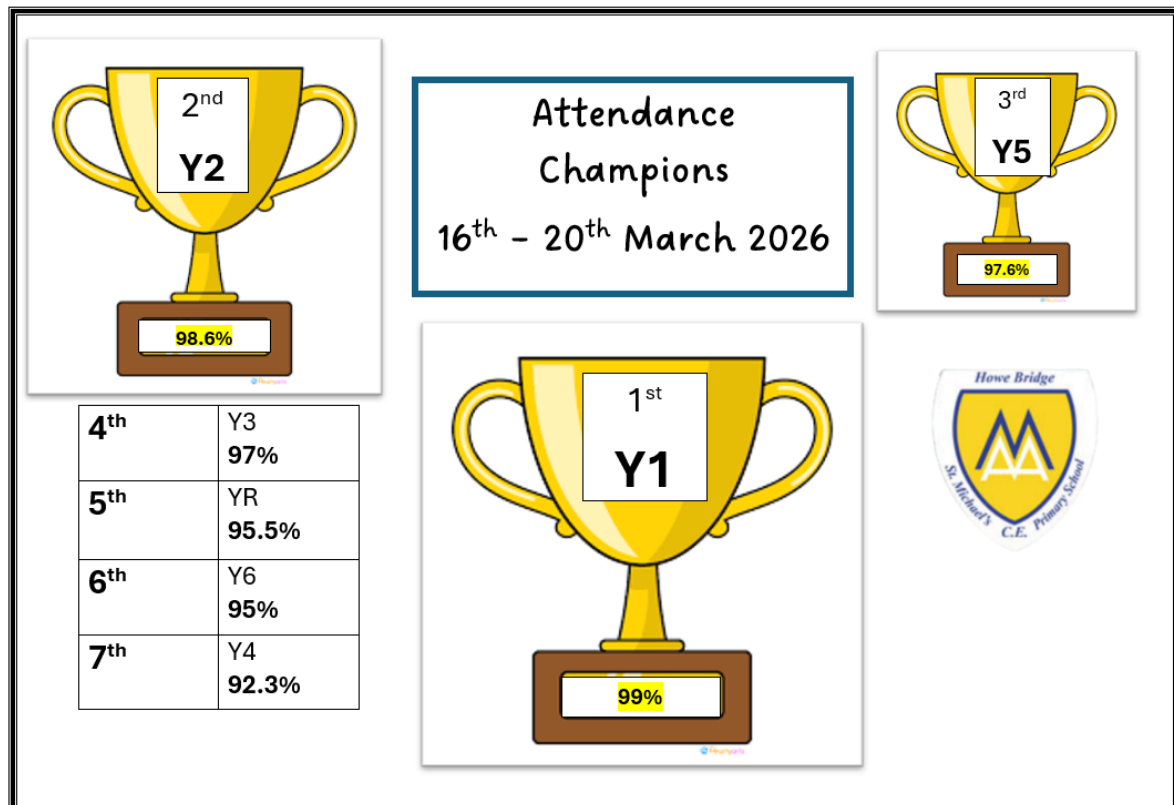 2nd
Y2
98.6%
Attendance
Champions
16th – 20th March 2026
3rd
Y5
97.6%
1st
Y1
99%
4th Y3
97%
5th YR
95.5%
6th Y6
95%
7th Y4
92.3%
Howe Bridge
St. Michael's C.E. Primary School